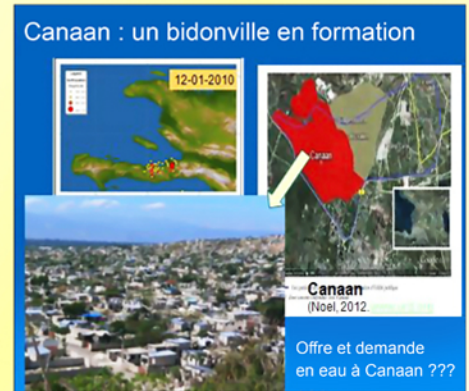 Canaan : un bidonville en formation
12-01-2010
Canaan
Canaan
(Noel, 2012.
Offre et demande
en eau à Canaan ???